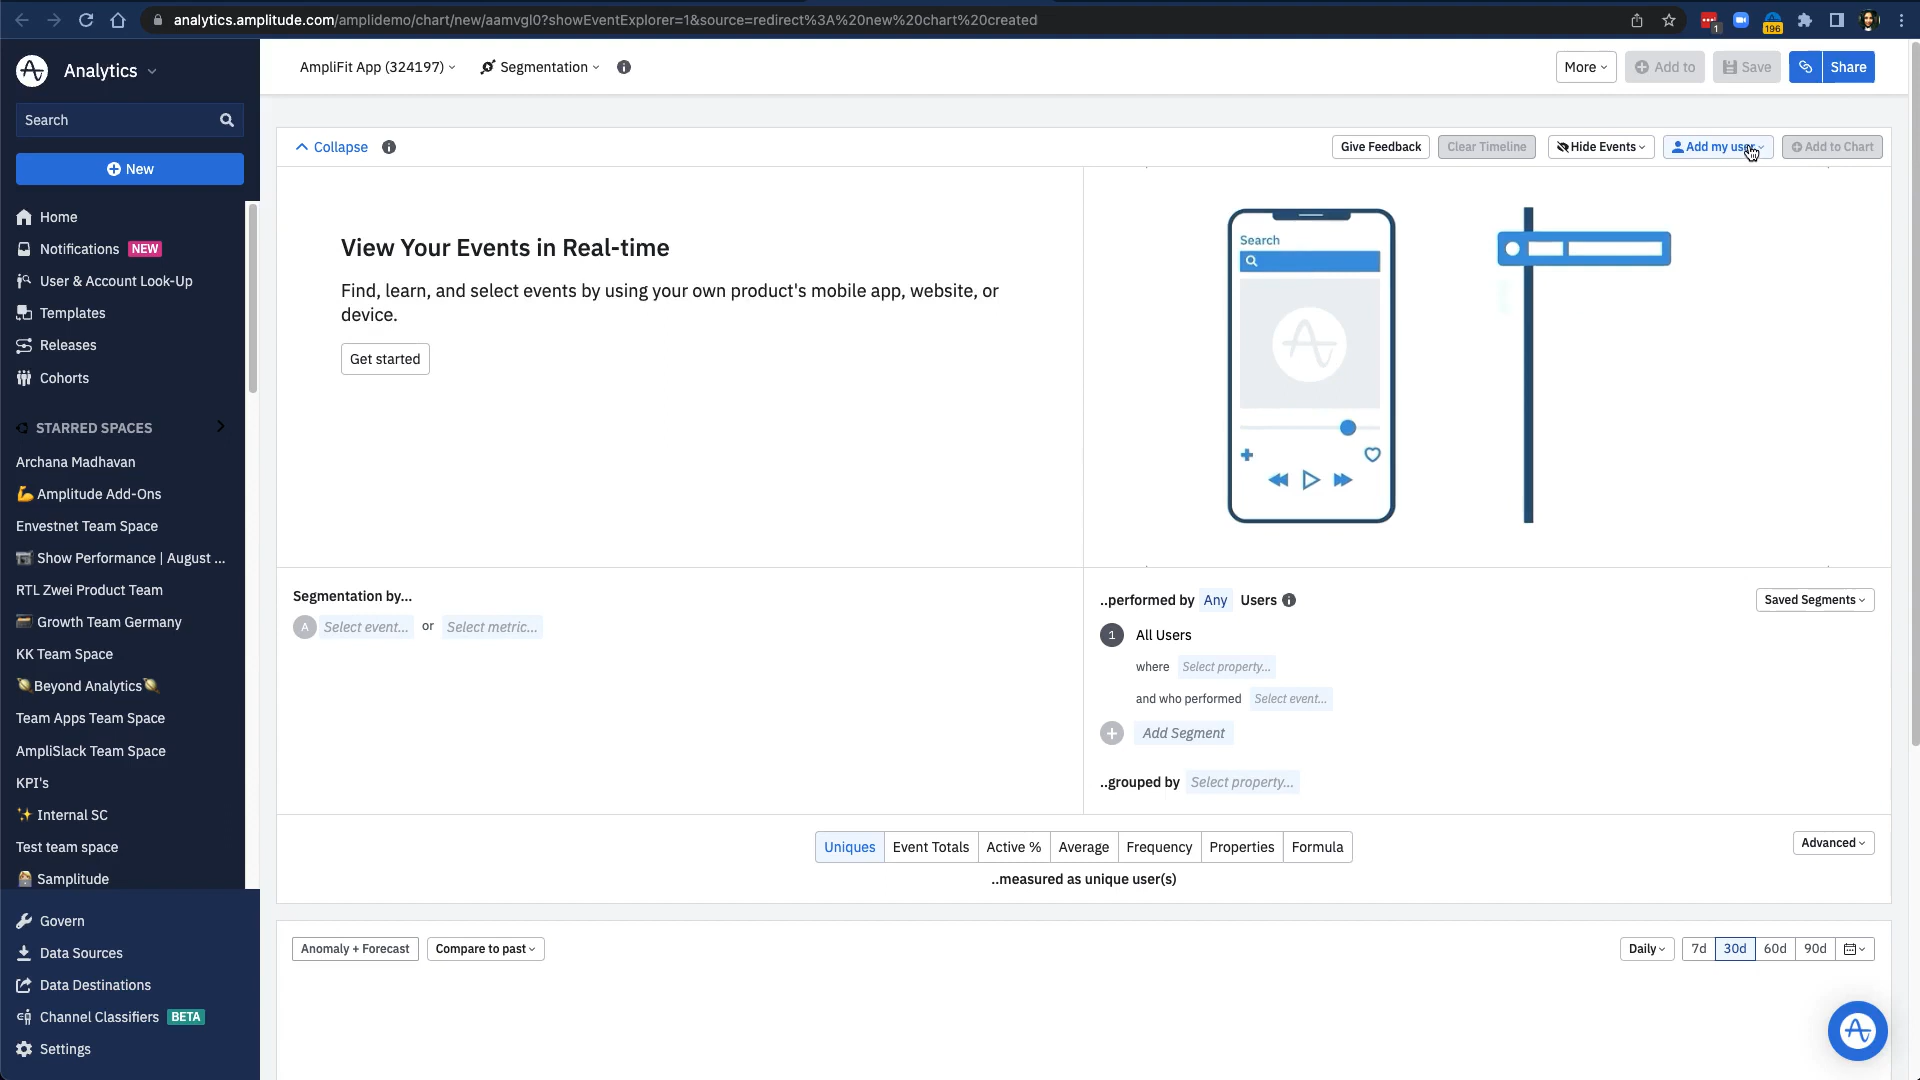 analytics.amplitude.com/amplidemo/chart/new/aamvgl0?showEventExplorer=1&source=redirect%3A%20new%20chart%20created
1
196
Analytics
AmpliFit App (324197)
Segmentation
More
Add to
Save
Share
Search
New
Home
Notifications NEW
User & Account Look-Up
Templates
Releases
Cohorts
STARRED SPACES
Archana Madhavan
Amplitude Add-Ons
Envestnet Team Space
Show Performance | August ...
RTL Zwei Product Team
Growth Team Germany
KK Team Space
Beyond Analytics
Team Apps Team Space
AmpliSlack Team Space
KPI's
Internal SC
Test team space
Samplitude
Govern
Data Sources
Data Destinations
Channel Classifiers BETA
Settings
Collapse
Give Feedback
Clear Timeline
Hide Events
Add my user
Add to Chart
View Your Events in Real-time
Find, learn, and select events by using your own product's mobile app, website, or
device.
Get started
Search
Segmentation by...
A Select event... or Select metric...
..performed by Any Users
Saved Segments
1 All Users
where Select property...
and who performed Select event...
Add Segment
..grouped by Select property...
Uniques Event Totals Active % Average Frequency Properties Formula
Advanced
..measured as unique user(s)
Anomaly + Forecast
Compare to past
Daily
7d 30d 60d 90d